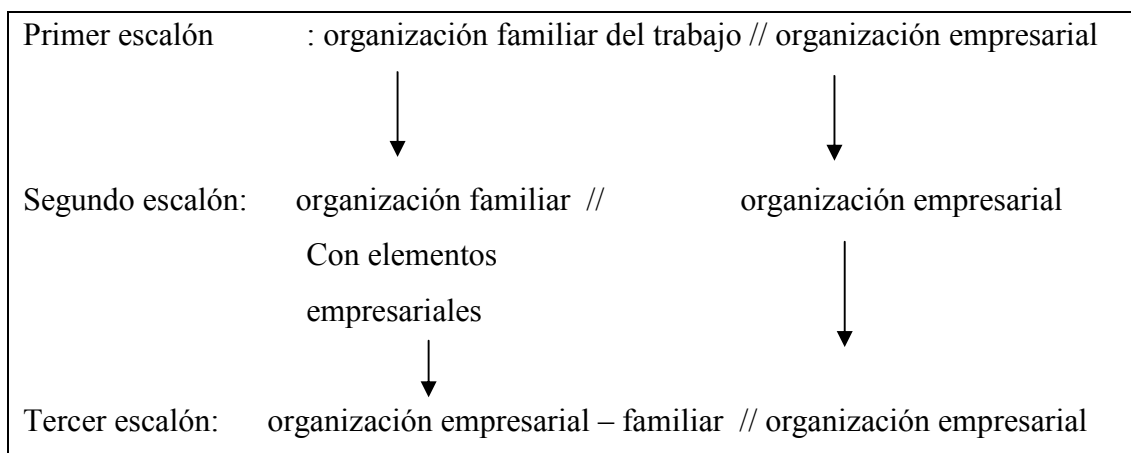 Primer escalón : organización familiar del trabajo // organización empresarial
Segundo escalón: organización familiar // organización empresarial
Con elementos
empresariales
Tercer escalón: organización empresarial – familiar // organización empresarial